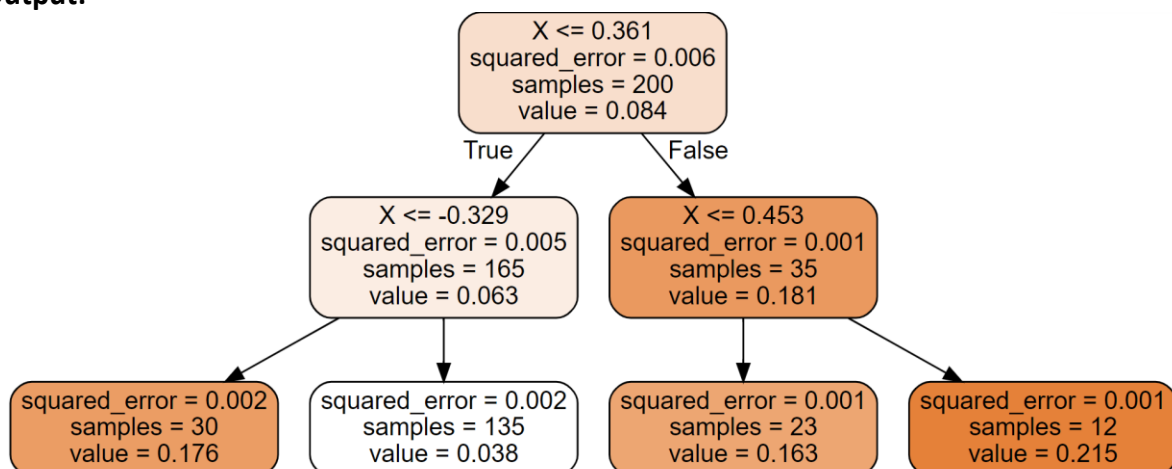 X <= 0.361
squared_error = 0.006
samples = 200
value = 0.084
True
False
X <= -0.329
squared_error = 0.005
samples = 165
value = 0.063
X <= 0.453
squared_error = 0.001
samples = 35
value = 0.181
squared_error = 0.002
samples = 30
value = 0.176
squared_error = 0.002
samples = 135
value = 0.038
squared_error = 0.001
samples = 23
value = 0.163
squared_error = 0.001
samples = 12
value = 0.215